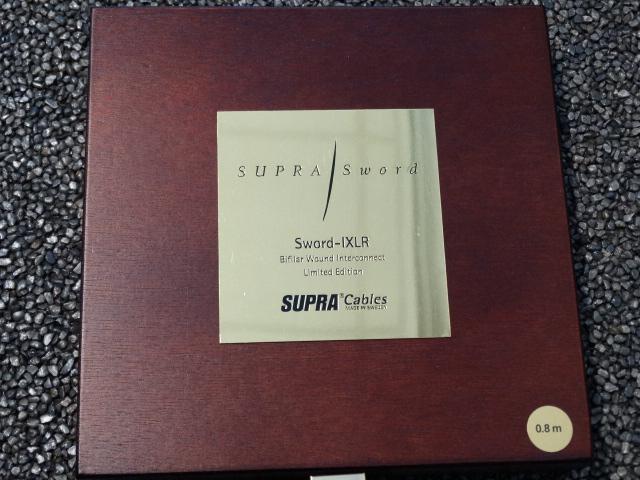 SUPRA Sword
Sword-IXLR
Bifilar Wound Interconnect
Limited Edition
SUPRA® Cables
MADE IN SWEDEN
0.8 m